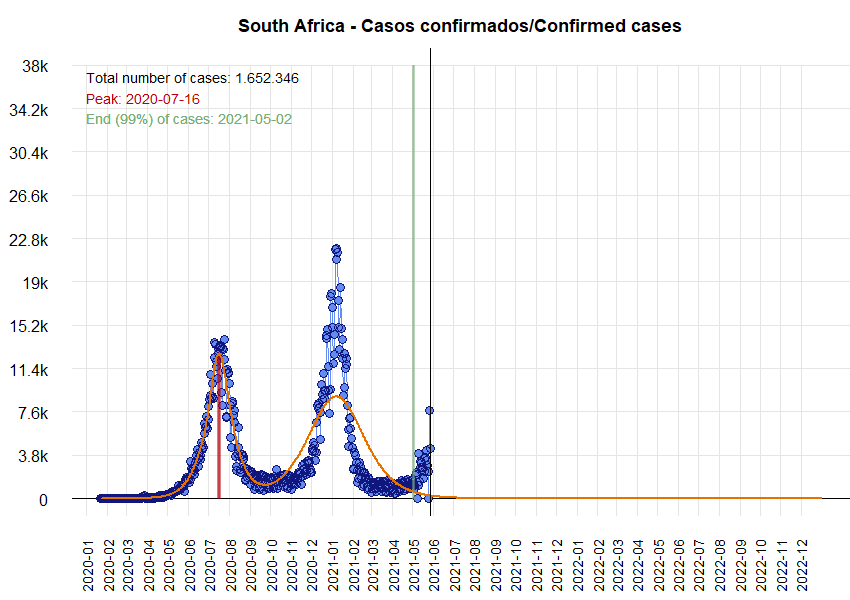 South Africa - Casos confirmados/Confirmed cases
38k
34.2k
30.4k
26.6k
22.8k
19k
15.2k
11.4k
7.6k
3.8k
0
Total number of cases: 1.652.346
Peak: 2020-07-16
End (99%) of cases: 2021-05-02
2020-01
2020-02
2020-03
2020-04
2020-05
2020-06
2020-07
2020-08
2020-09
2020-10
2020-11
2020-12
2021-01
2021-02
2021-03
2021-04
2021-05
2021-06
2021-07
2021-08
2021-09
2021-10
2021-11
2021-12
2022-01
2022-02
2022-03
2022-04
2022-05
2022-06
2022-07
2022-08
2022-09
2022-10
2022-11
2022-12